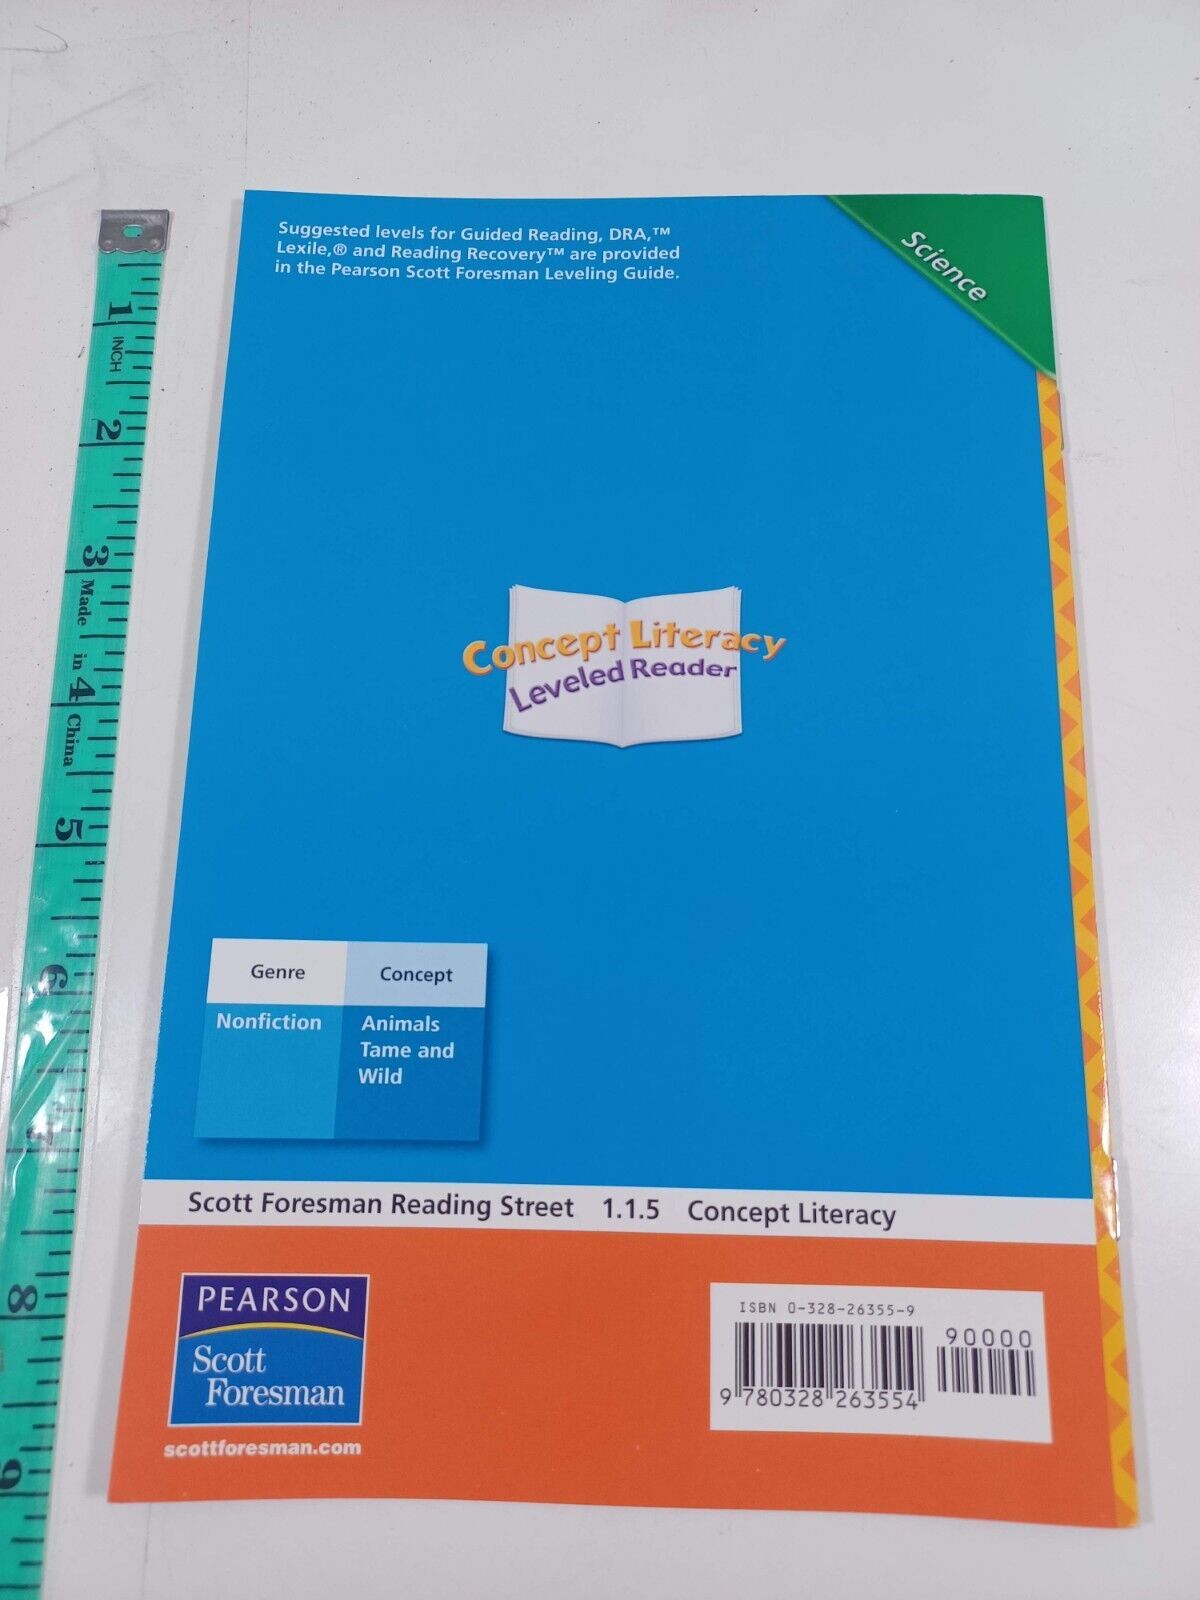 Suggested levels for Guided Reading, DRA,™
Lexile,® and Reading Recovery™ are provided
in the Pearson Scott Foresman Leveling Guide.
Science
Concept Literacy
Leveled Reader
Genre
Concept
Nonfiction
Animals
Tame and
Wild
Scott Foresman Reading Street 1.1.5 Concept Literacy
PEARSON
Scott
Foresman
scottforesman.com
ISBN 0-328-26355-9
90000
9 780328 263554
1
INCH
2
3
Made in China
4
5
6
7
8
9